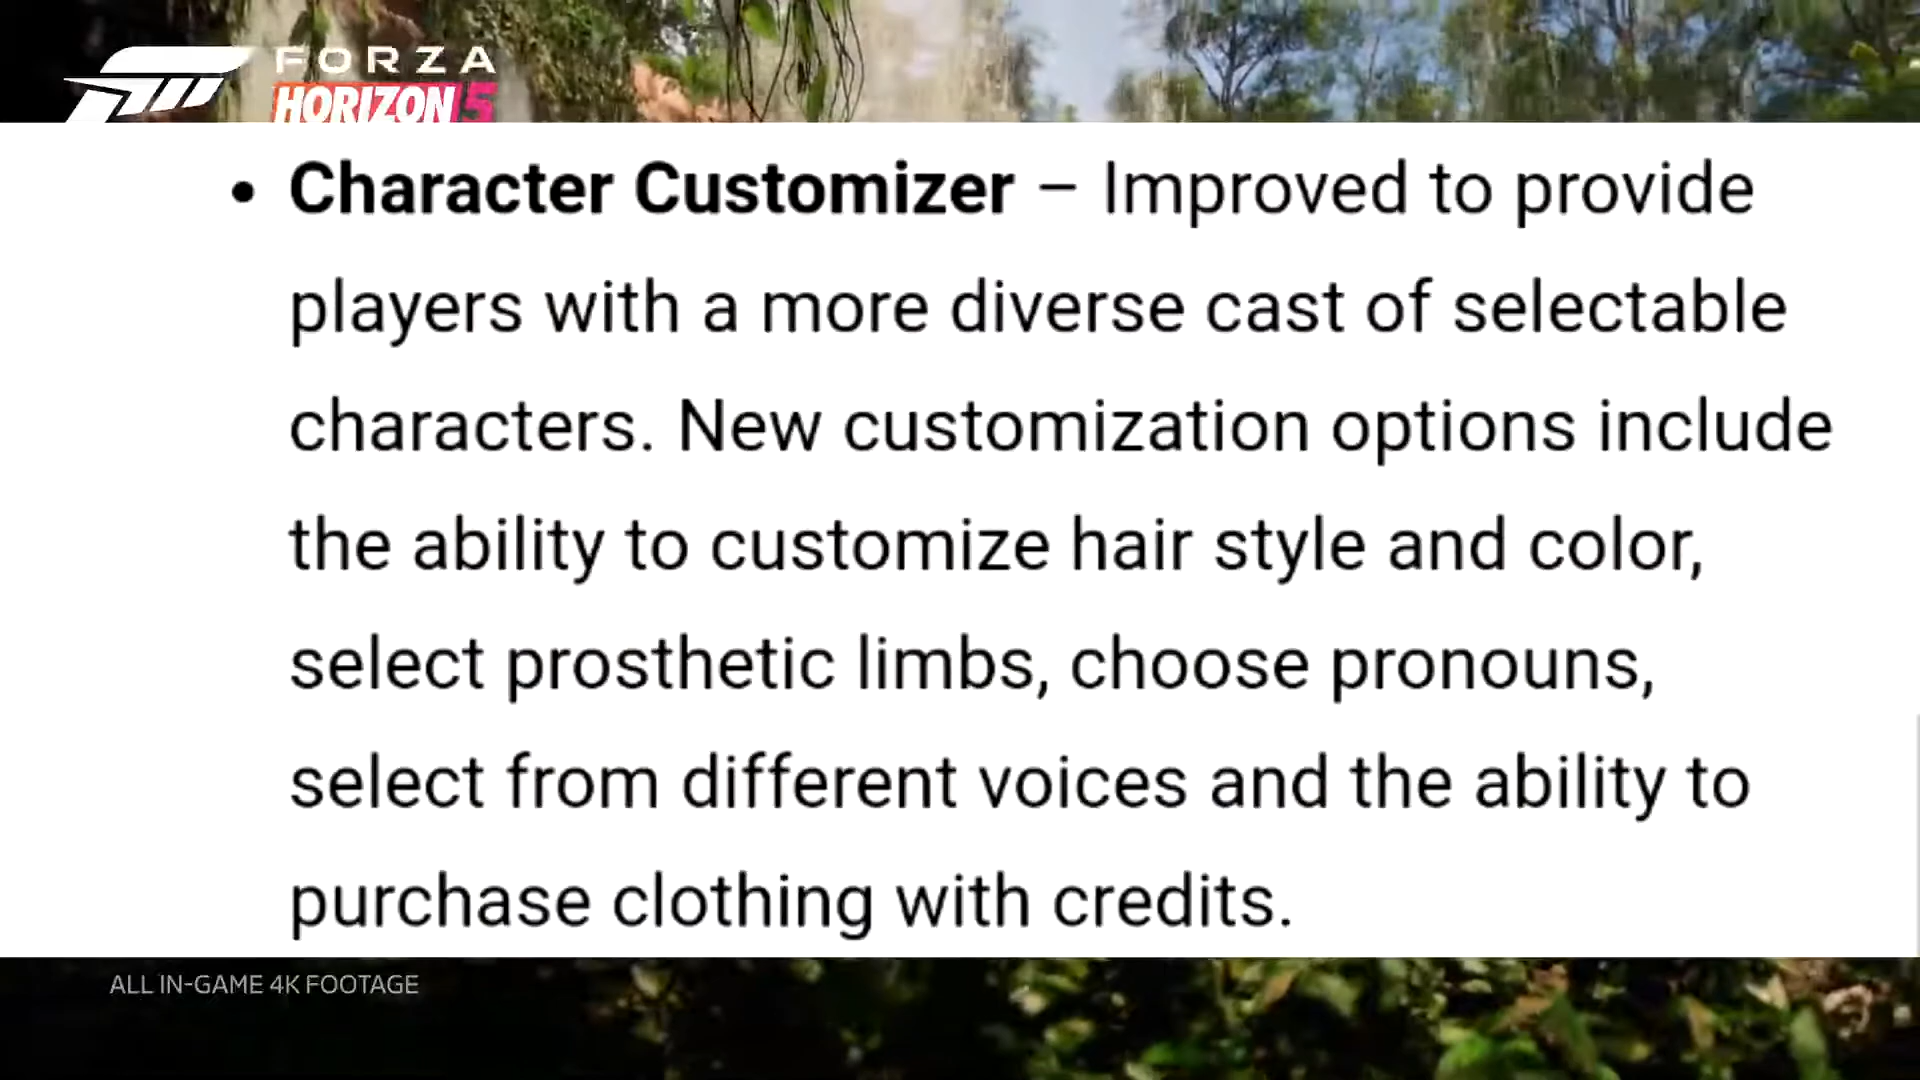 FORZA
HORIZON 5
• Character Customizer – Improved to provide
players with a more diverse cast of selectable
characters. New customization options include
the ability to customize hair style and color,
select prosthetic limbs, choose pronouns,
select from different voices and the ability to
purchase clothing with credits.
ALL IN-GAME 4K FOOTAGE